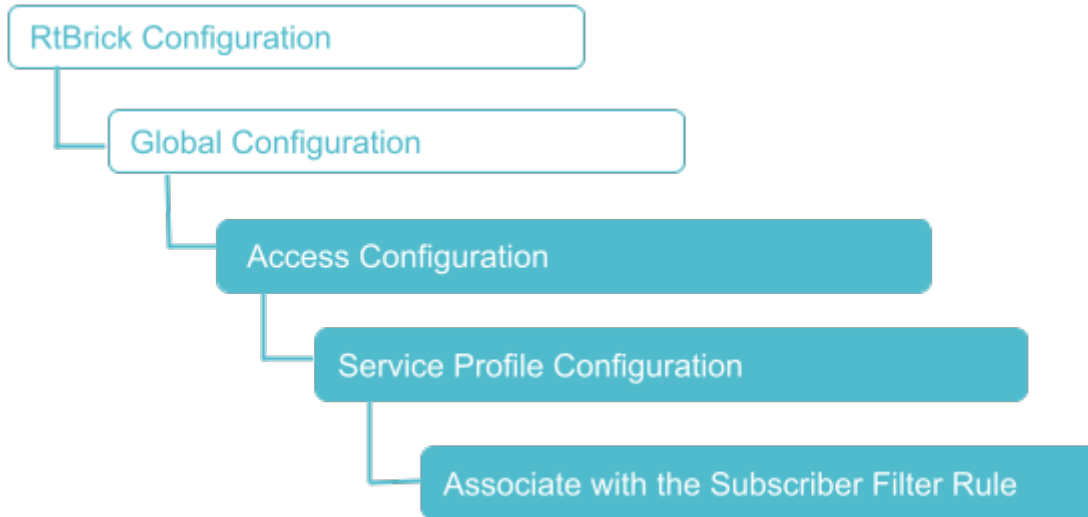 RtBrick Configuration
Global Configuration
Access Configuration
Service Profile Configuration
Associate with the Subscriber Filter Rule